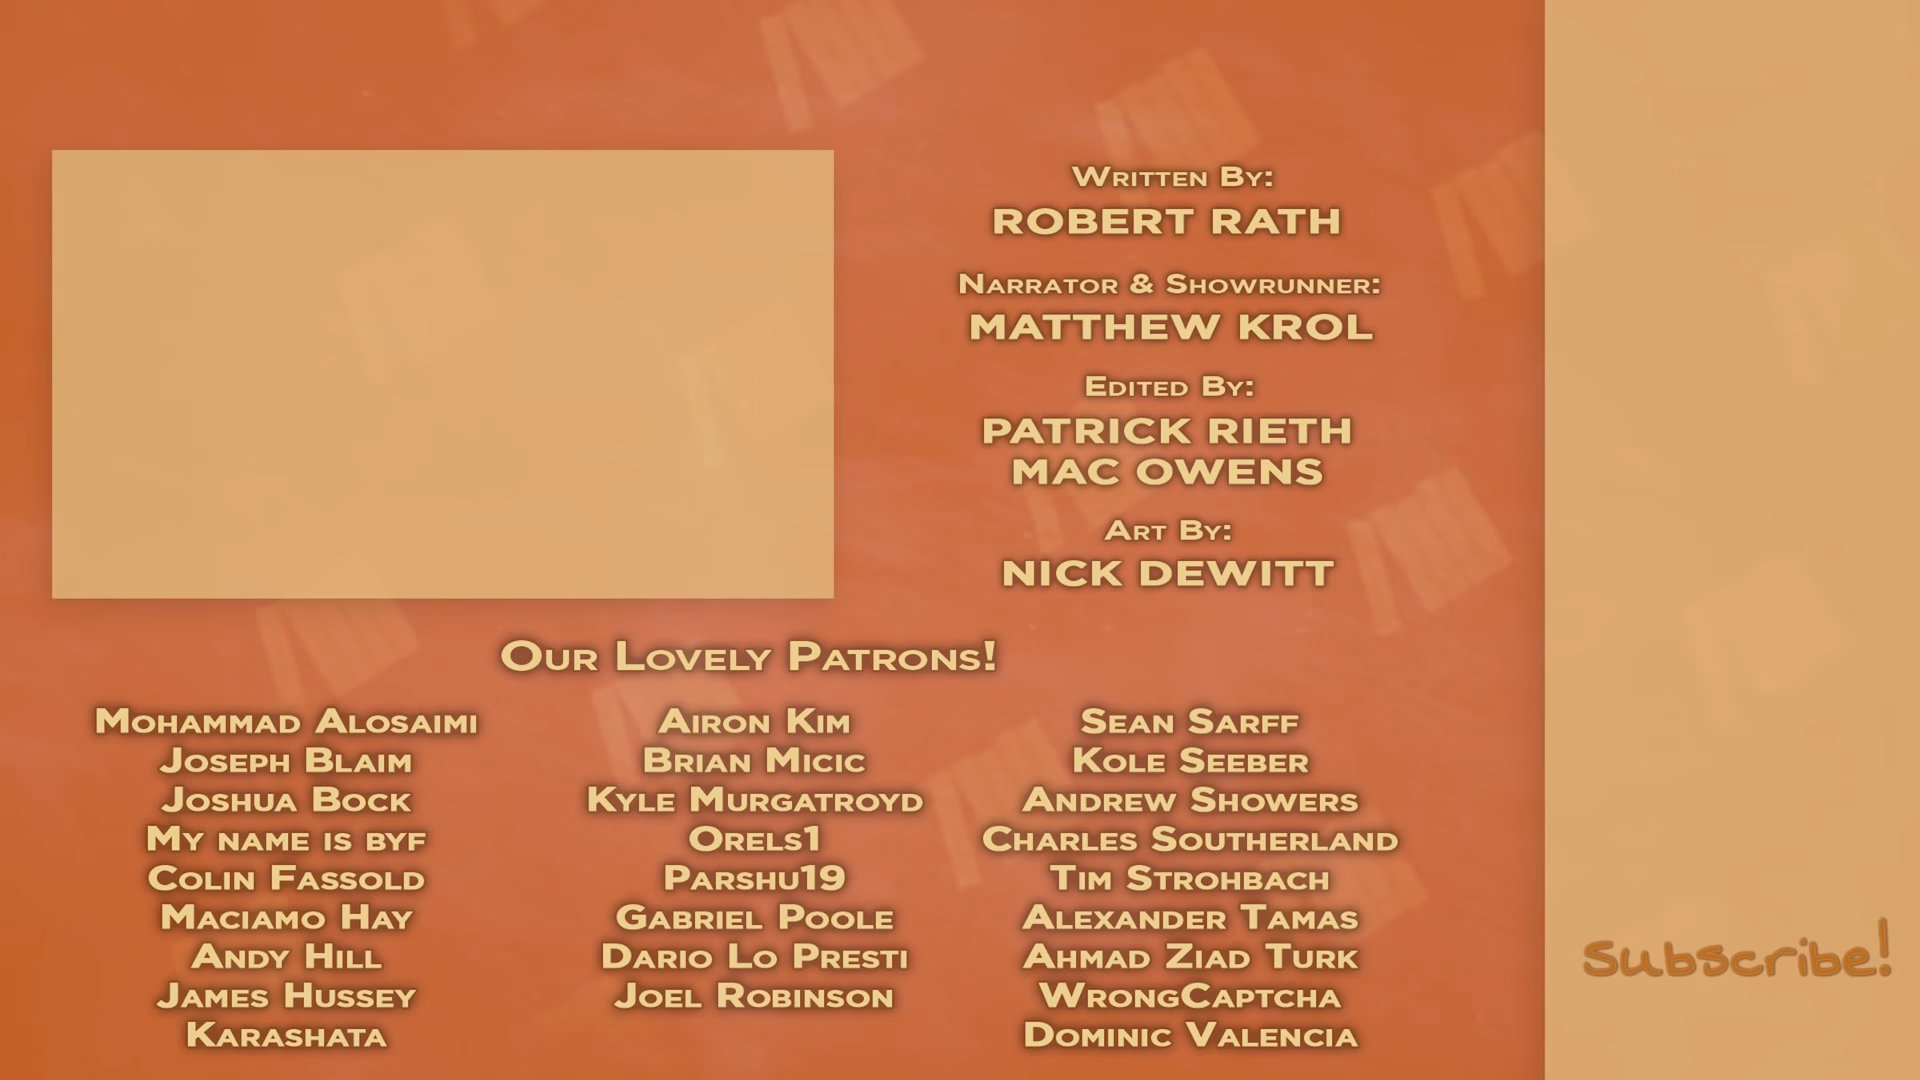 Written By:
ROBERT RATH
Narrator & Showrunner:
MATTHEW KROL
Edited By:
PATRICK RIETH
MAC OWENS
Art By:
NICK DEWITT
Our Lovely Patrons!
Mohammad Alosaimi
Joseph Blaim
Joshua Bock
My name is byf
Colin Fassold
Maciamo Hay
Andy Hill
James Hussey
Karashata
Airon Kim
Brian Micic
Kyle Murgatroyd
Orels1
Parshu19
Gabriel Poole
Dario Lo Presti
Joel Robinson
Sean Sarff
Kole Seeber
Andrew Showers
Charles Southerland
Tim Strohbach
Alexander Tamas
Ahmad Ziad Turk
WrongCaptcha
Dominic Valencia
Subscribe!